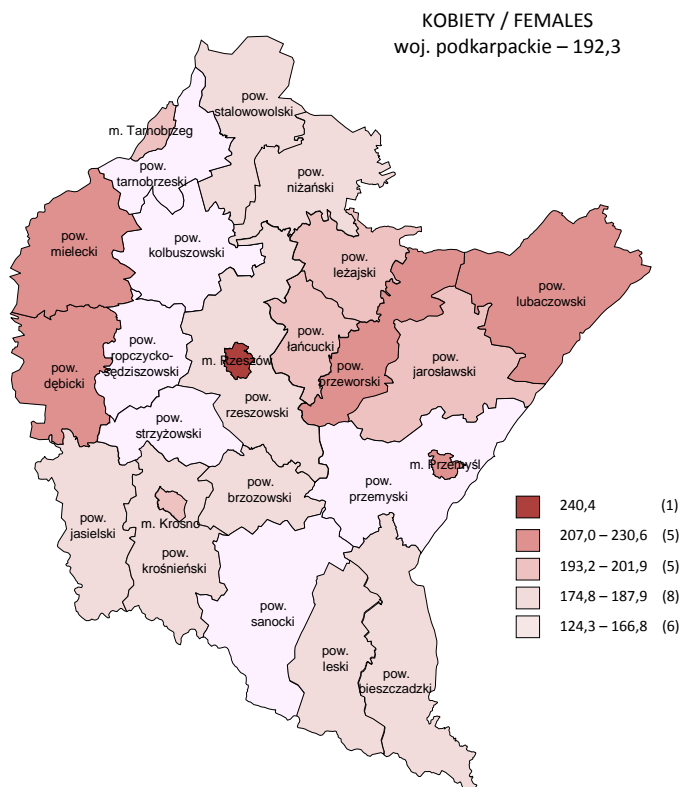 KOBIETY / FEMALES
woj. podkarpackie – 192,3
pow.
stalowowolski
m. Tarnobrzeg
pow.
tarnobrzeski
pow.
niżański
pow.
mielecki
pow.
kolbuszowski
pow.
leżajski
pow.
lubaczowski
pow.
ropczycko-
sędziszowski
m. Rzeszów
pow.
łańcucki
pow.
przeworski
pow.
jarosławski
pow.
dębicki
pow.
rzeszowski
pow.
strzyżowski
m. Przemyśl
pow.
przemyski
pow.
brzozowski
pow.
jasielski
m. Krosno
pow.
krośnieński
pow.
sanocki
pow.
leski
pow.
bieszczadzki
240,4 (1)
207,0 – 230,6 (5)
193,2 – 201,9 (5)
174,8 – 187,9 (8)
124,3 – 166,8 (6)